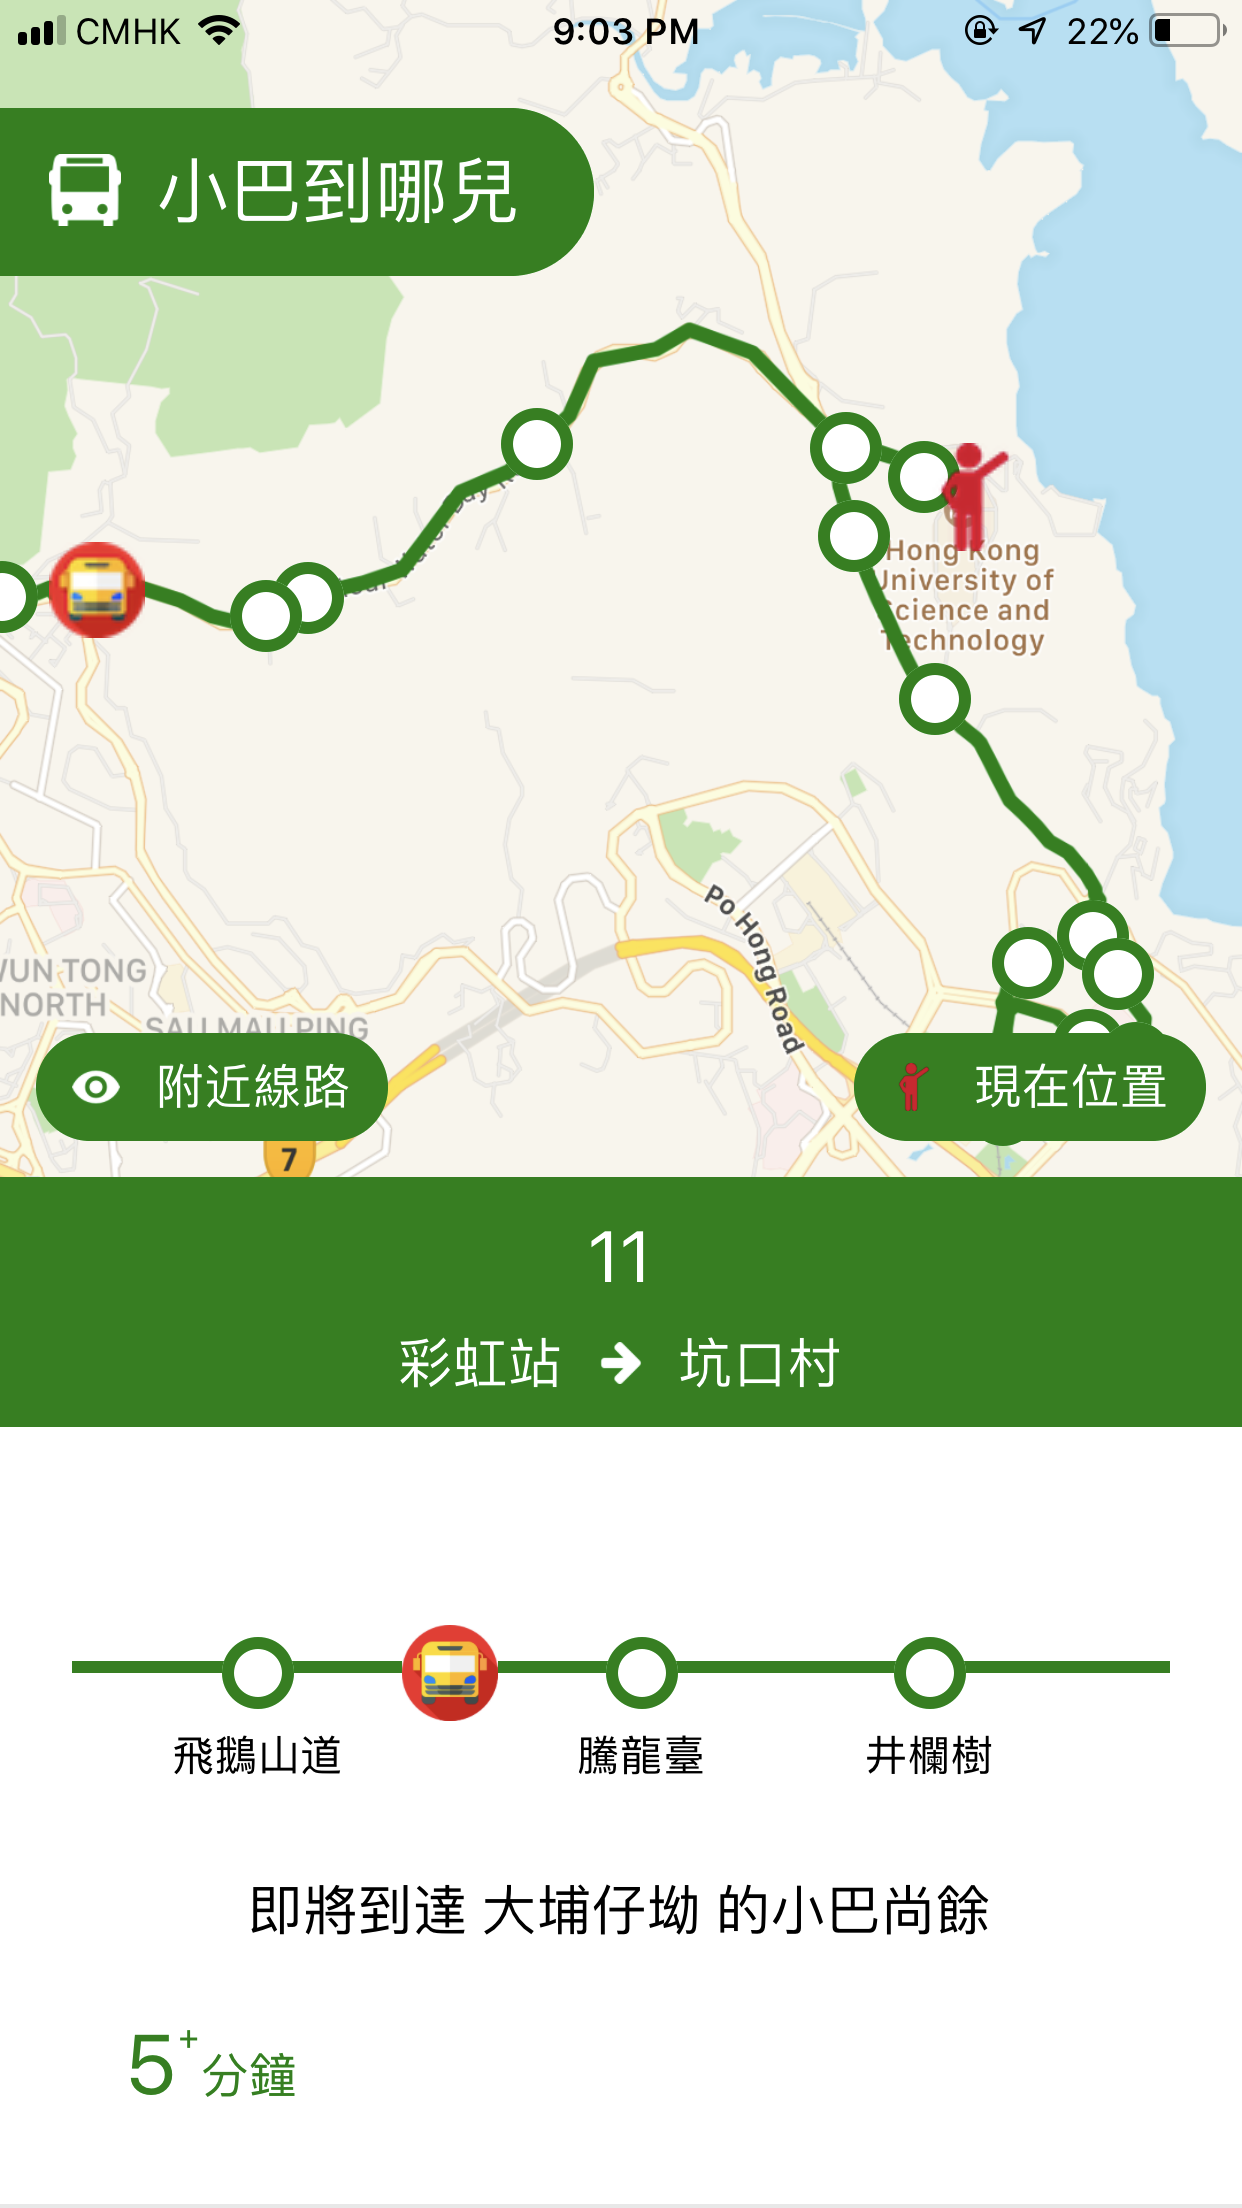 CMHK 9:03 PM 22%
小巴到哪兒
Hong Kong
University of
Science and
Technology
Po Hong Road
NORTH
SAU MAU PING
附近線路
現在位置
7
11
彩虹站 → 坑口村
飛鵝山道 騰龍臺 井欄樹
即將到達 大埔仔坳 的小巴尚餘
5+分鐘